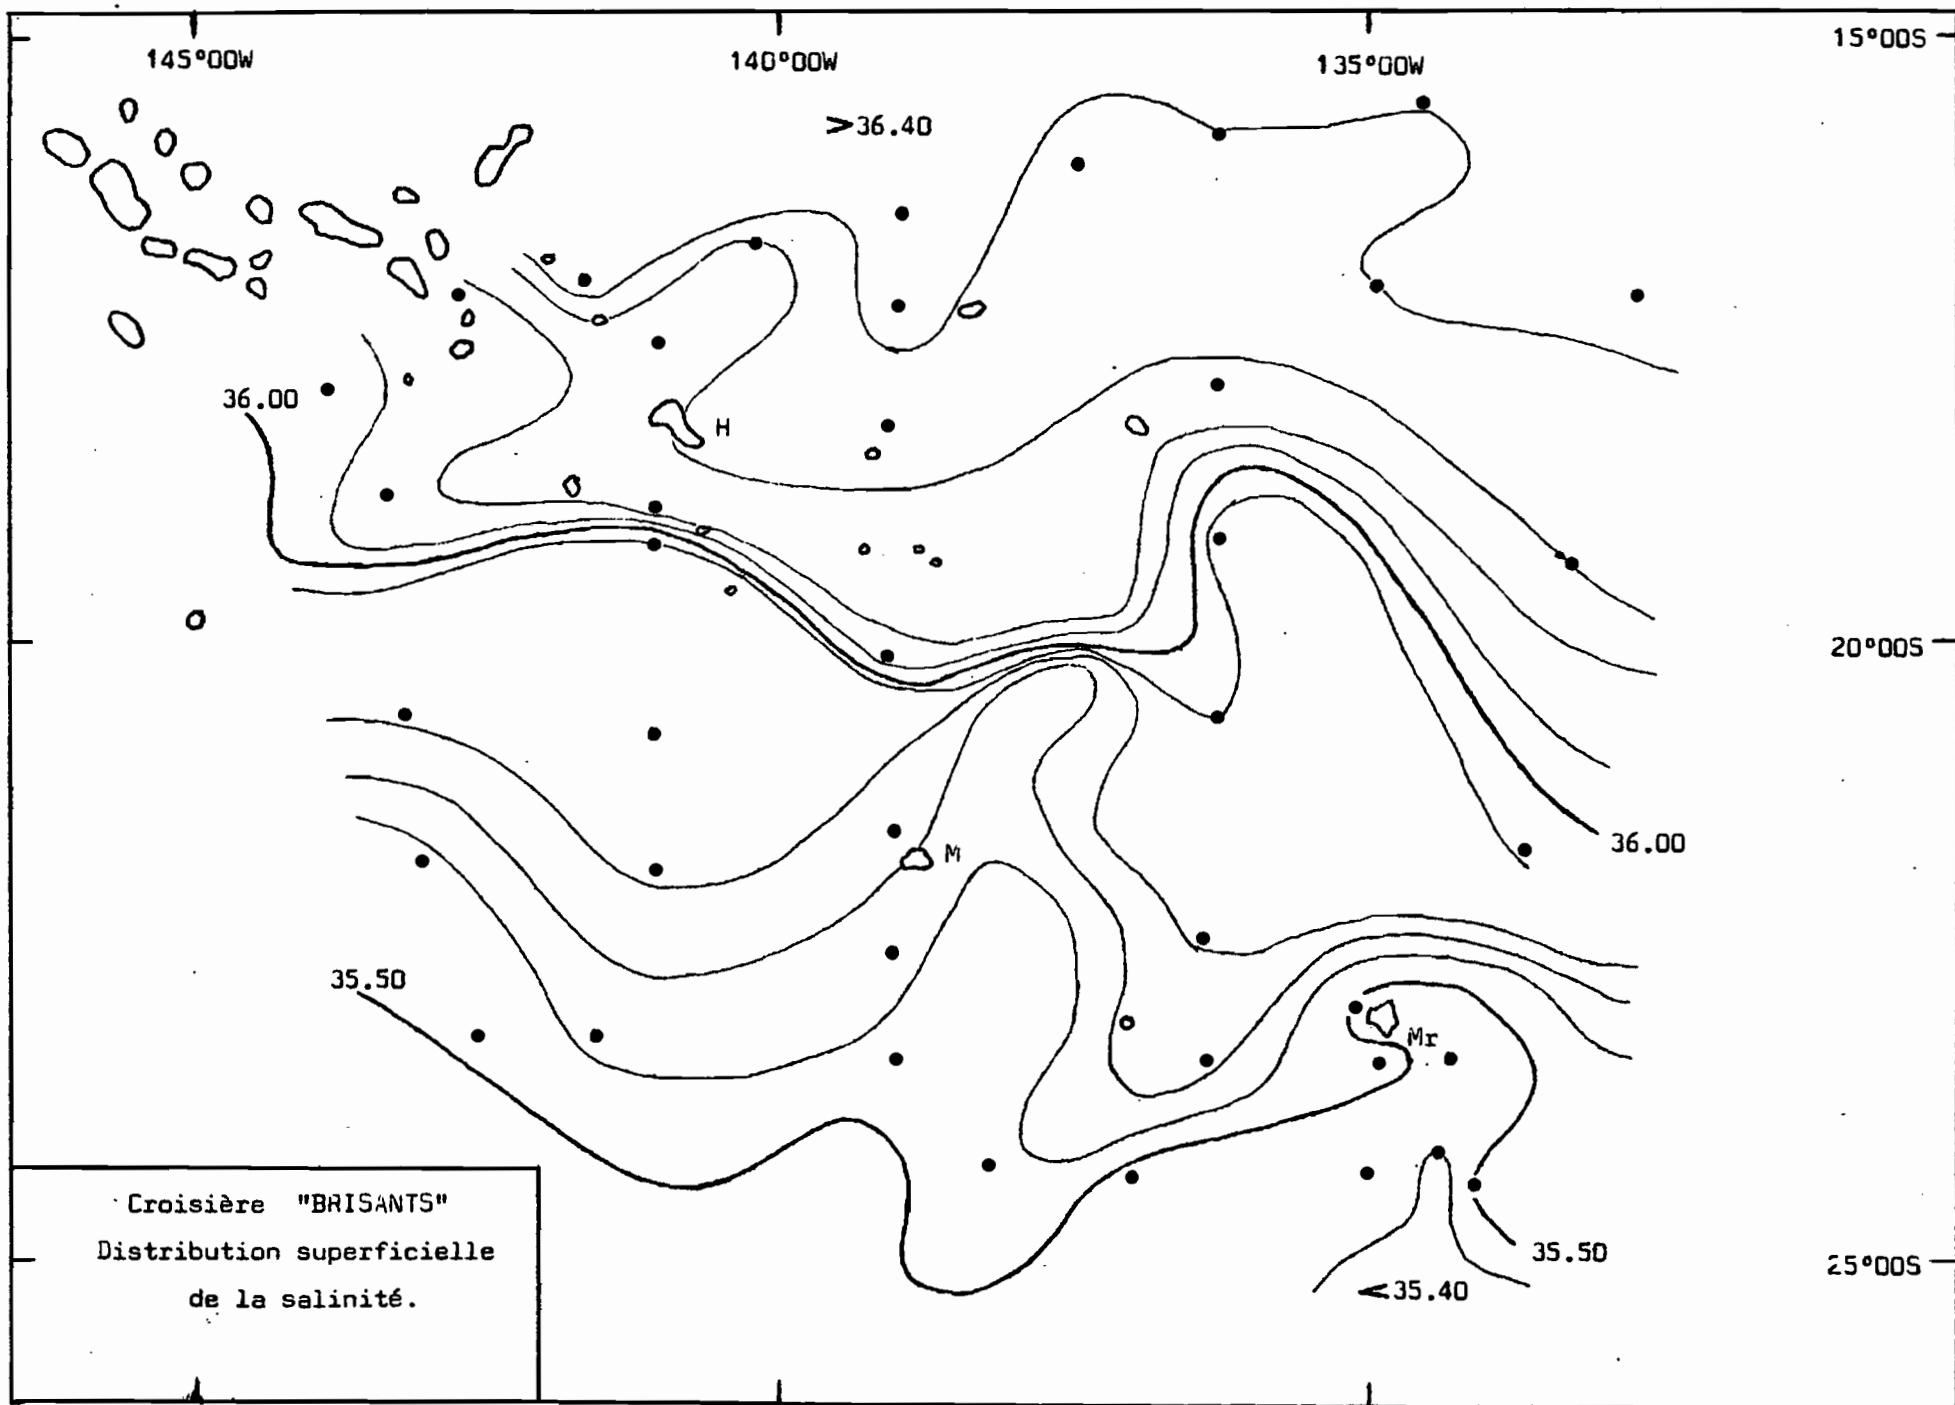 145°00W
140°00W
135°00W
15°00S
>36.40
36.00
H
20°00S
36.00
M
35.50
Mr
35.50
25°00S
<35.40
Croisière "BRISANTS"
Distribution superficielle
de la salinité.